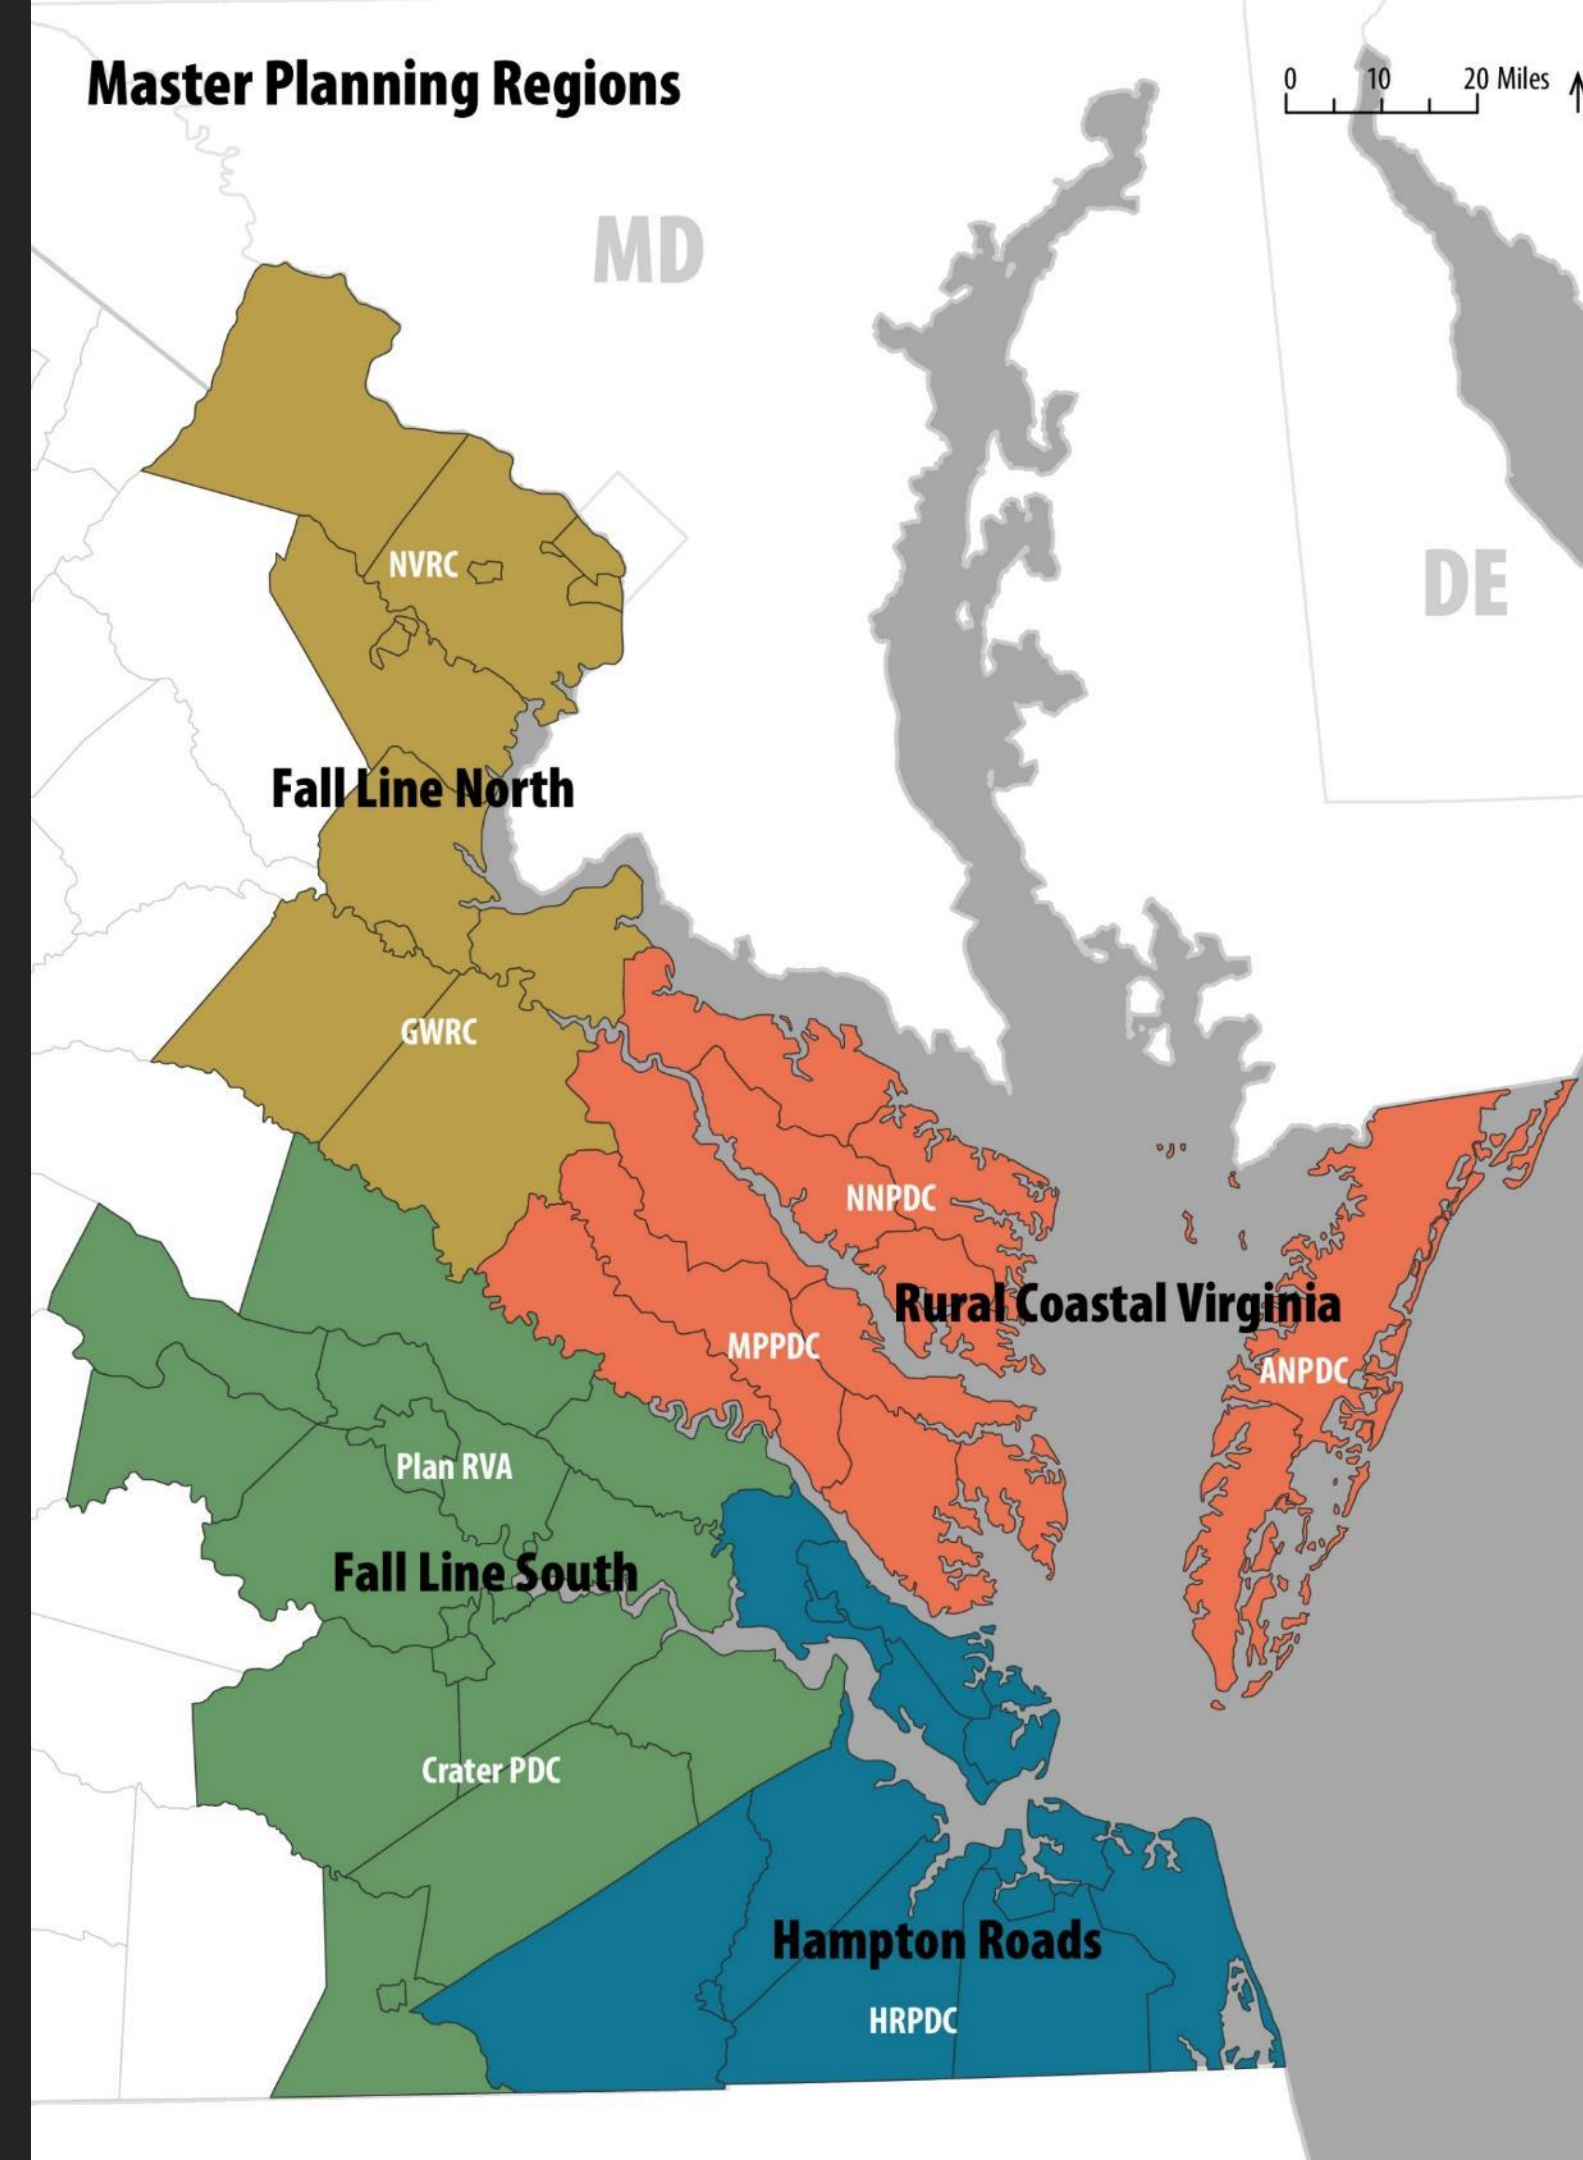 Master Planning Regions
0 10 20 Miles
MD
DE
NVRC
Fall Line North
GWRC
NNPDC
Rural Coastal Virginia
MPPDC
ANPDC
Plan RVA
Fall Line South
Crater PDC
Hampton Roads
HRPDC